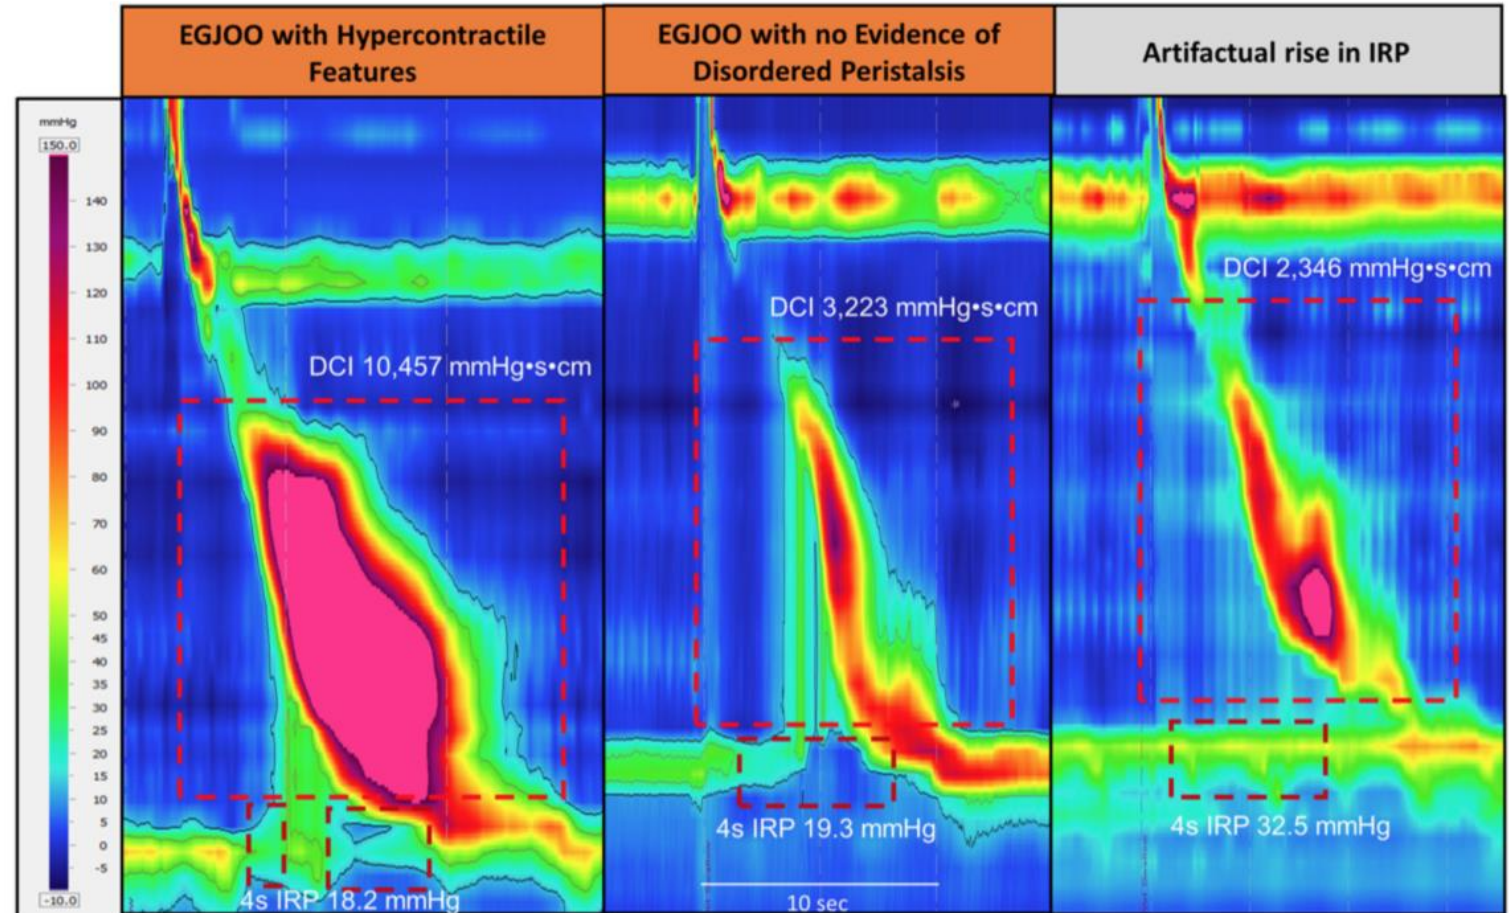 EGJOO with Hypercontractile
Features
EGJOO with no Evidence of
Disordered Peristalsis
Artifactual rise in IRP
mmHg
150.0
140
130
120
110
100
90
80
70
60
50
45
40
35
30
25
20
15
10
5
0
-5
-10.0
DCI 10,457 mmHg•s•cm
4s IRP 18.2 mmHg
DCI 3,223 mmHg•s•cm
4s IRP 19.3 mmHg
10 sec
DCI 2,346 mmHg•s•cm
4s IRP 32.5 mmHg